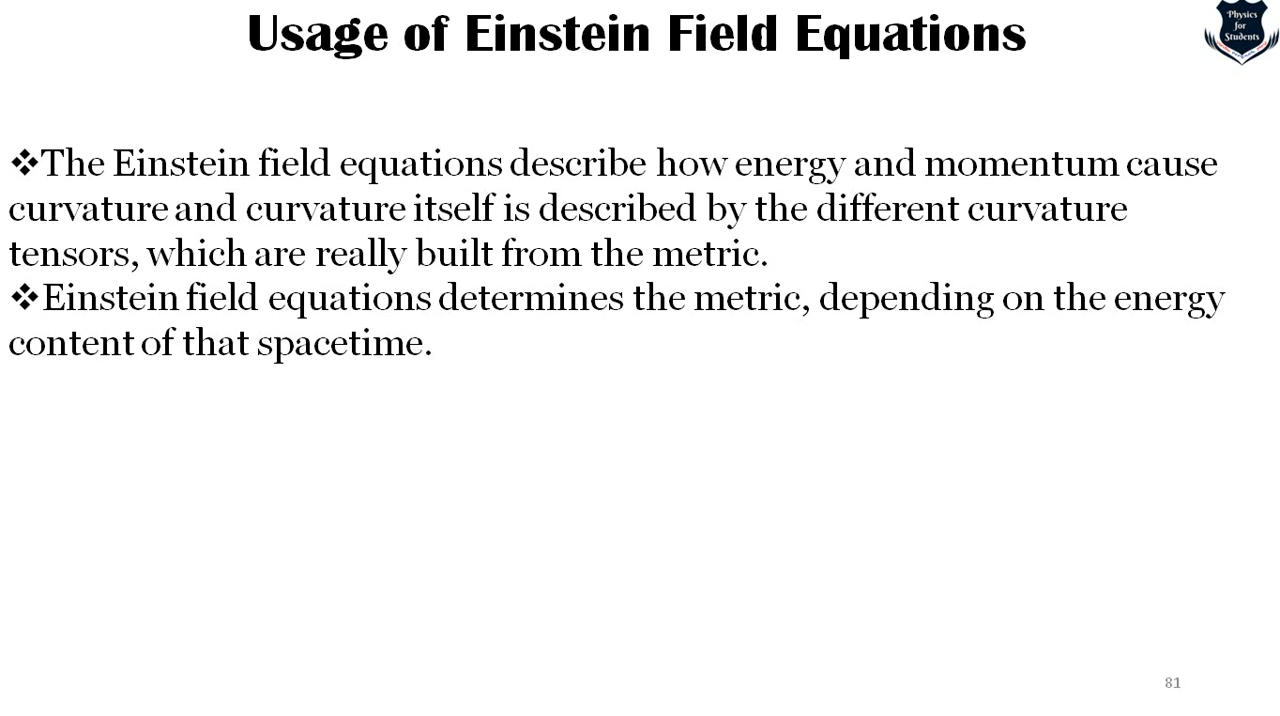 Usage of Einstein Field Equations
Physics
for
Students
❖The Einstein field equations describe how energy and momentum cause
curvature and curvature itself is described by the different curvature
tensors, which are really built from the metric.
❖Einstein field equations determines the metric, depending on the energy
content of that spacetime.
81